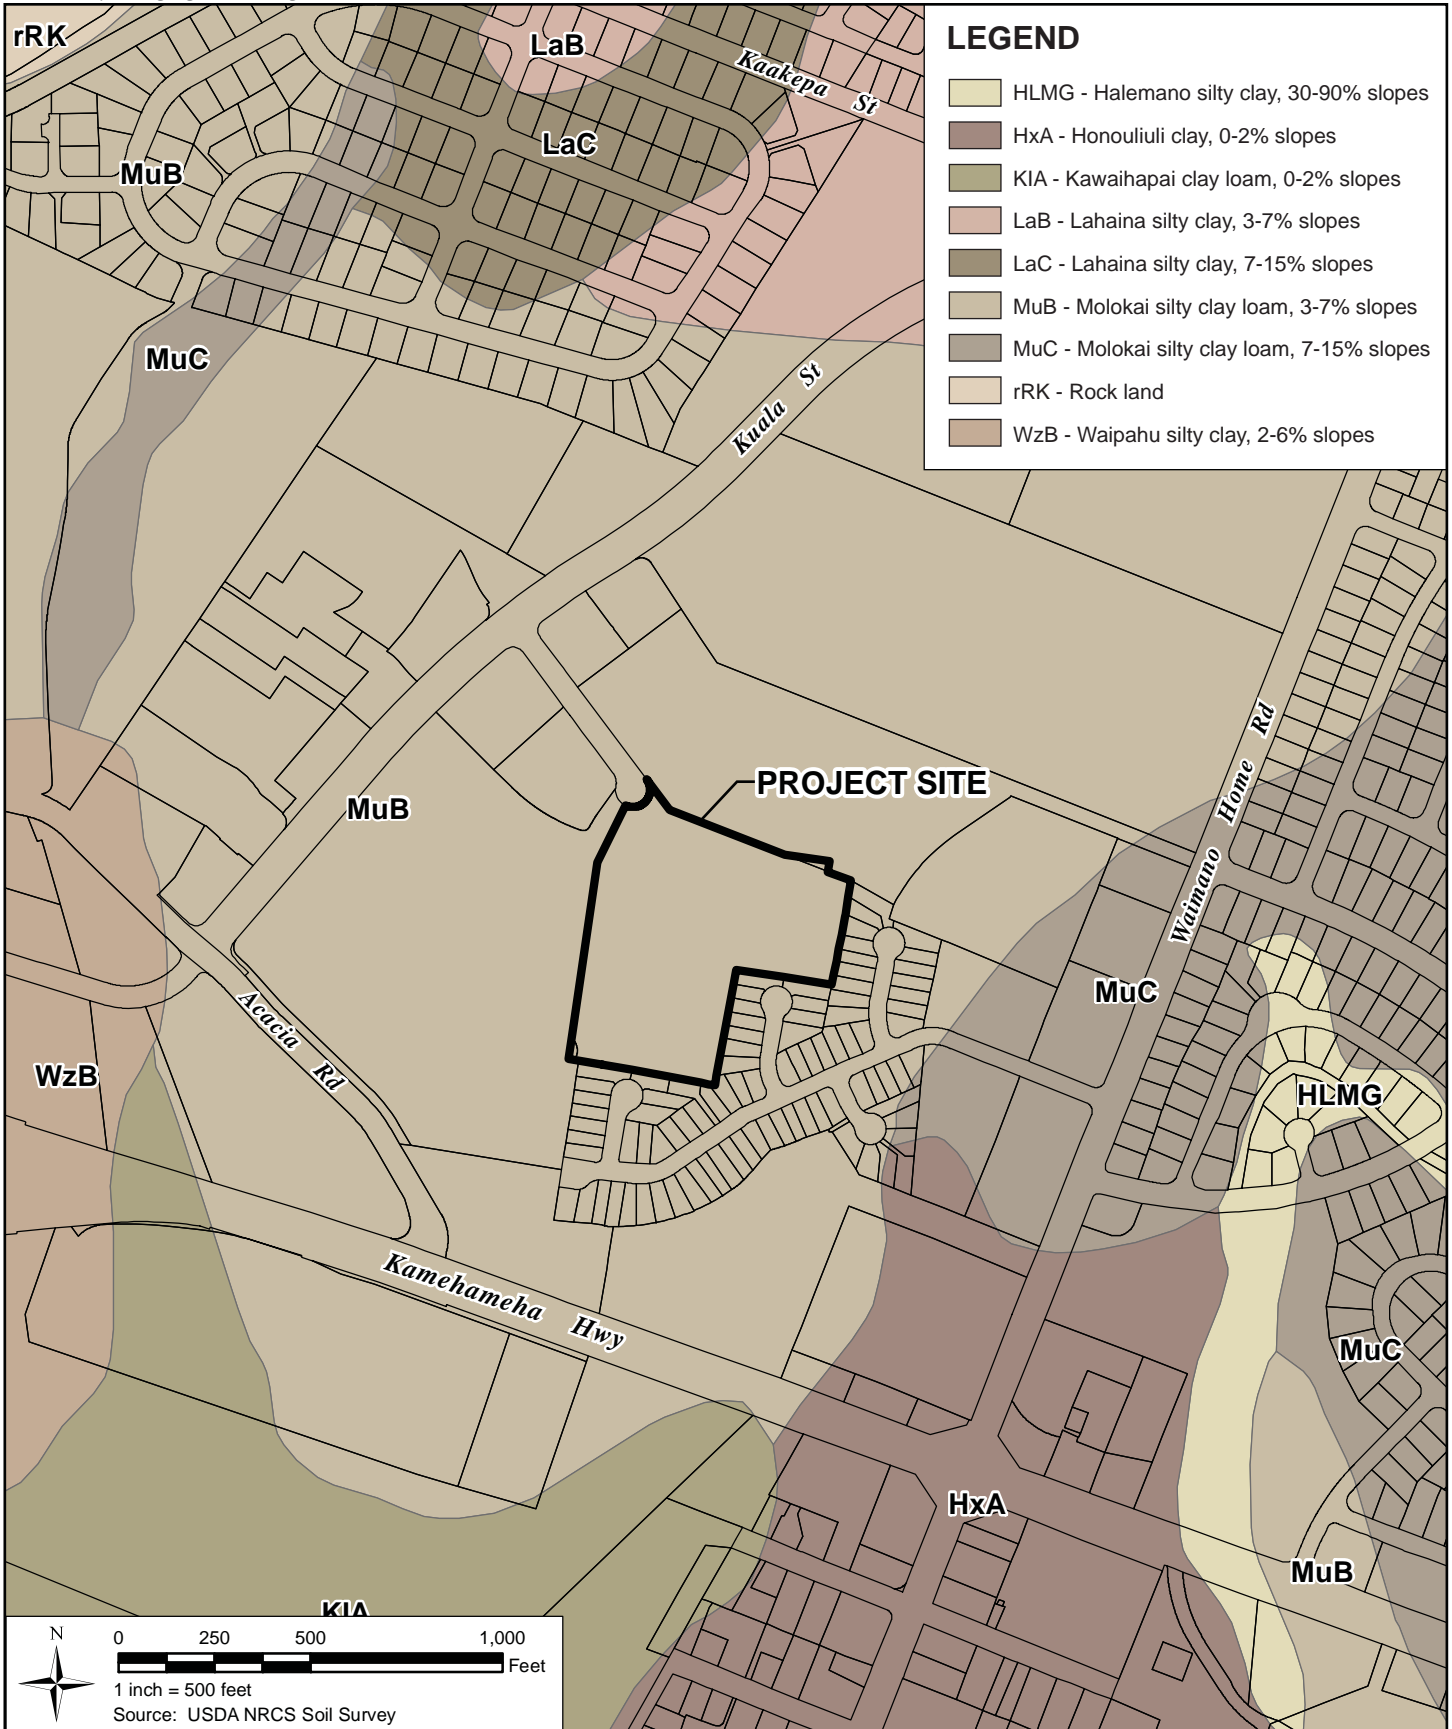 rRK
LaB
Kaakepa St
LaC
MuB
MuC
Kuala St
LEGEND
HLMG - Halemano silty clay, 30-90% slopes
HxA - Honouliuli clay, 0-2% slopes
KIA - Kawaihapai clay loam, 0-2% slopes
LaB - Lahaina silty clay, 3-7% slopes
LaC - Lahaina silty clay, 7-15% slopes
MuB - Molokai silty clay loam, 3-7% slopes
MuC - Molokai silty clay loam, 7-15% slopes
rRK - Rock land
WzB - Waipahu silty clay, 2-6% slopes
Waimano Home Rd
PROJECT SITE
MuB
MuC
Acacia Rd
WzB
HLMG
Kamehameha Hwy
MuC
HxA
MuB
KIA
N
0 250 500 1,000
Feet
1 inch = 500 feet
Source: USDA NRCS Soil Survey